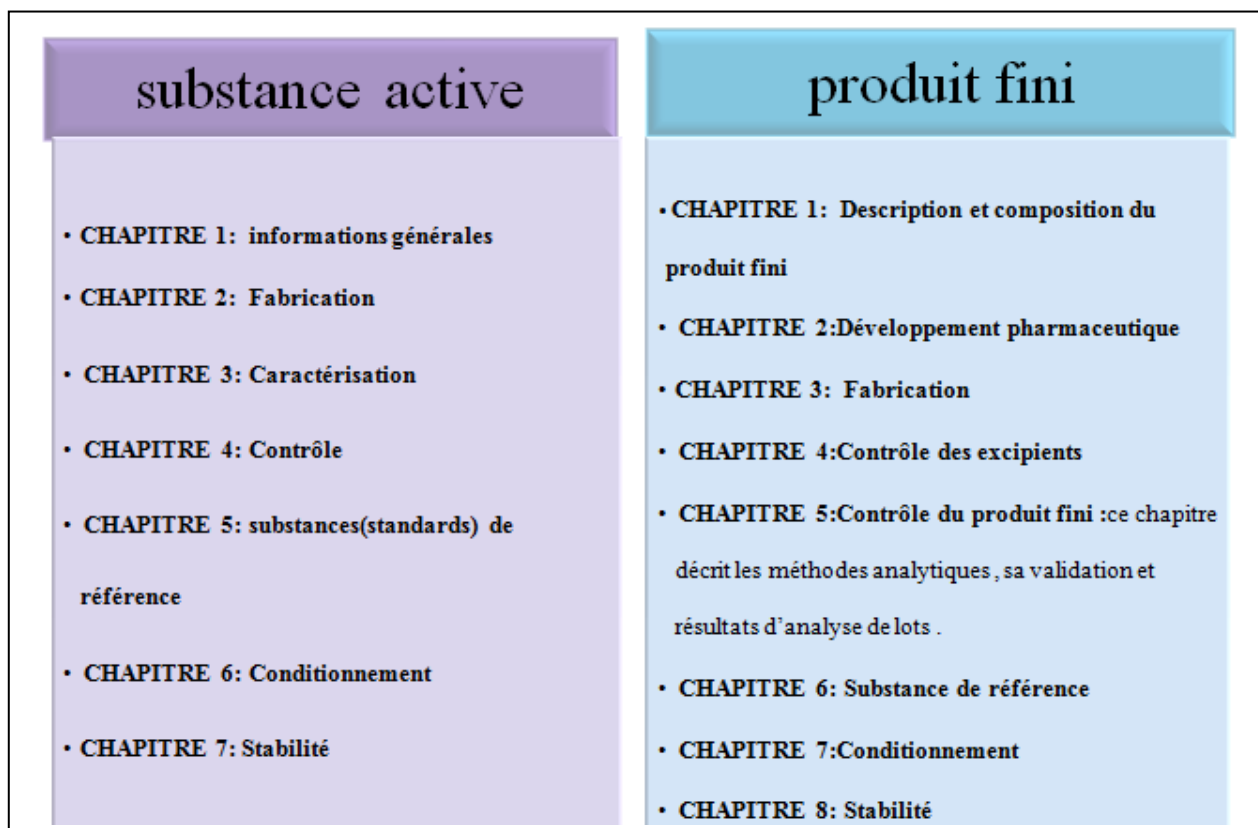 substance active
• CHAPITRE 1: informations générales
• CHAPITRE 2: Fabrication
• CHAPITRE 3: Caractérisation
• CHAPITRE 4: Contrôle
• CHAPITRE 5: substances(standards) de
référence
• CHAPITRE 6: Conditionnement
• CHAPITRE 7: Stabilité
produit fini
• CHAPITRE 1: Description et composition du
produit fini
• CHAPITRE 2:Développement pharmaceutique
• CHAPITRE 3: Fabrication
• CHAPITRE 4:Contrôle des excipients
• CHAPITRE 5:Contrôle du produit fini :ce chapitre
décrit les méthodes analytiques , sa validation et
résultats d’analyse de lots .
• CHAPITRE 6: Substance de référence
• CHAPITRE 7:Conditionnement
• CHAPITRE 8: Stabilité